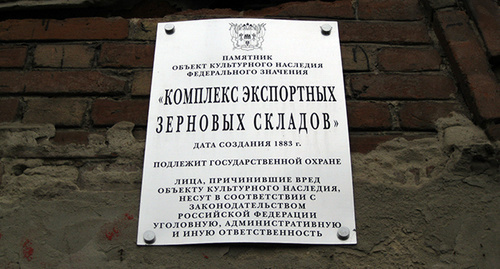 ПАМЯТНИК
ОБЪЕКТ КУЛЬТУРНОГО НАСЛЕДИЯ
ФЕДЕРАЛЬНОГО ЗНАЧЕНИЯ
«КОМПЛЕКС ЭКСПОРТНЫХ
ЗЕРНОВЫХ СКЛАДОВ»
ДАТА СОЗДАНИЯ 1883 г.
ПОДЛЕЖИТ ГОСУДАРСТВЕННОЙ ОХРАНЕ
ЛИЦА, ПРИЧИНИВШИЕ ВРЕД
ОБЪЕКТУ КУЛЬТУРНОГО НАСЛЕДИЯ,
НЕСУТ В СООТВЕТСТВИИ С
ЗАКОНОДАТЕЛЬСТВОМ
РОССИЙСКОЙ ФЕДЕРАЦИИ
УГОЛОВНУЮ, АДМИНИСТРАТИВНУЮ
И ИНУЮ ОТВЕТСТВЕННОСТЬ